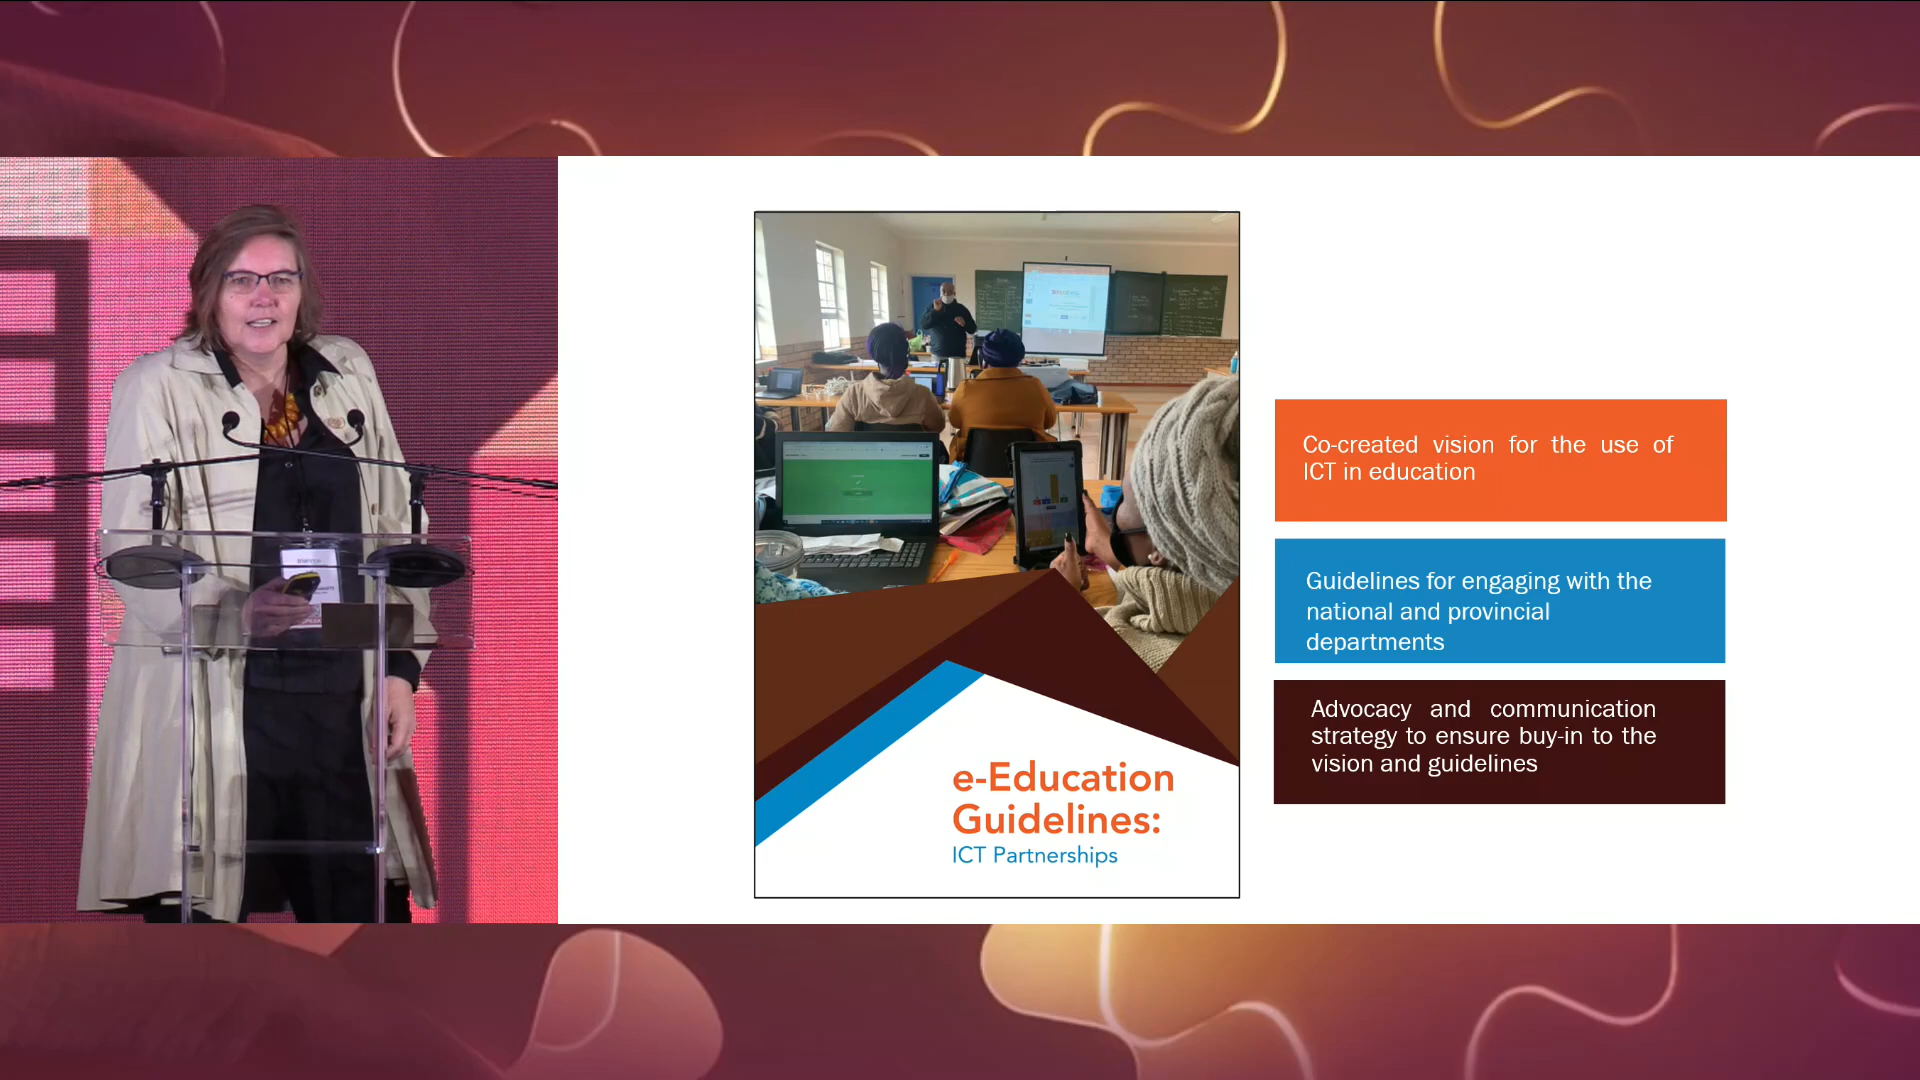 Co-created vision for the use of
ICT in education
Guidelines for engaging with the
national and provincial
departments
Advocacy and communication
strategy to ensure buy-in to the
vision and guidelines
e-Education
Guidelines:
ICT Partnerships